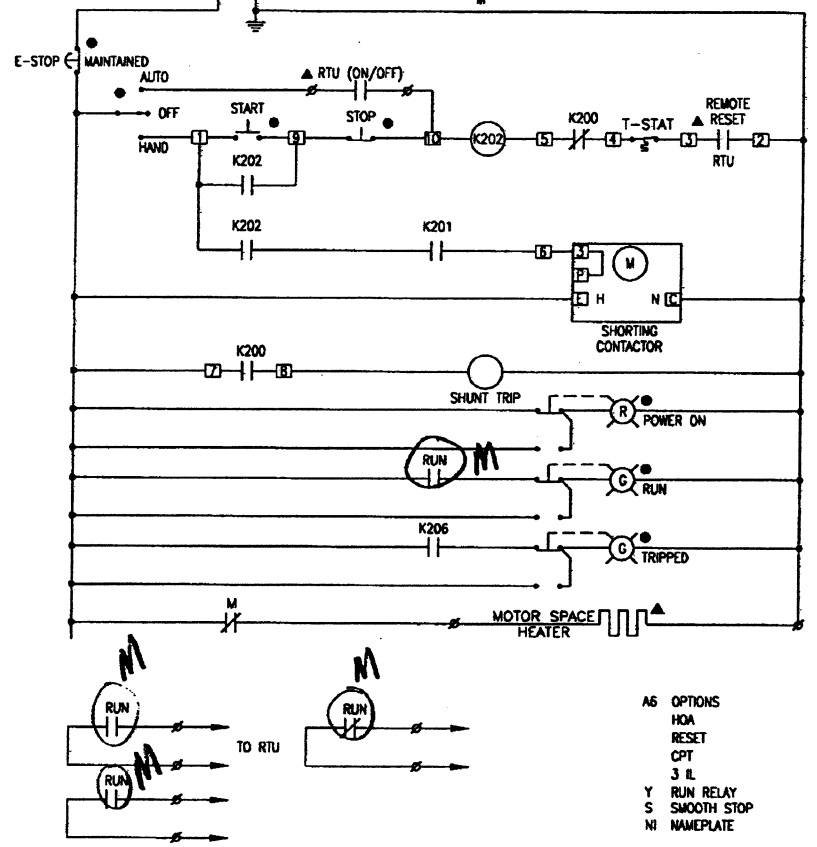 M
E-STOP MAINTAINED
AUTO RTU (ON/OFF)
OFF START STOP K200 T-STAT REMOTE RESET
HAND 1 9 10 K202 5 4 3 RTU 2
K202
K202 K201 6 3 M
P
E H N C
SHORTING
CONTACTOR
7 K200 8
SHUNT TRIP
R POWER ON
RUN M
G RUN
K206
G TRIPPED
M
MOTOR SPACE
HEATER
M M
RUN RUN
TO RTU
M
RUN
A6 OPTIONS
HOA
RESET
CPT
3 IL
Y RUN RELAY
S SMOOTH STOP
N1 NAMEPLATE